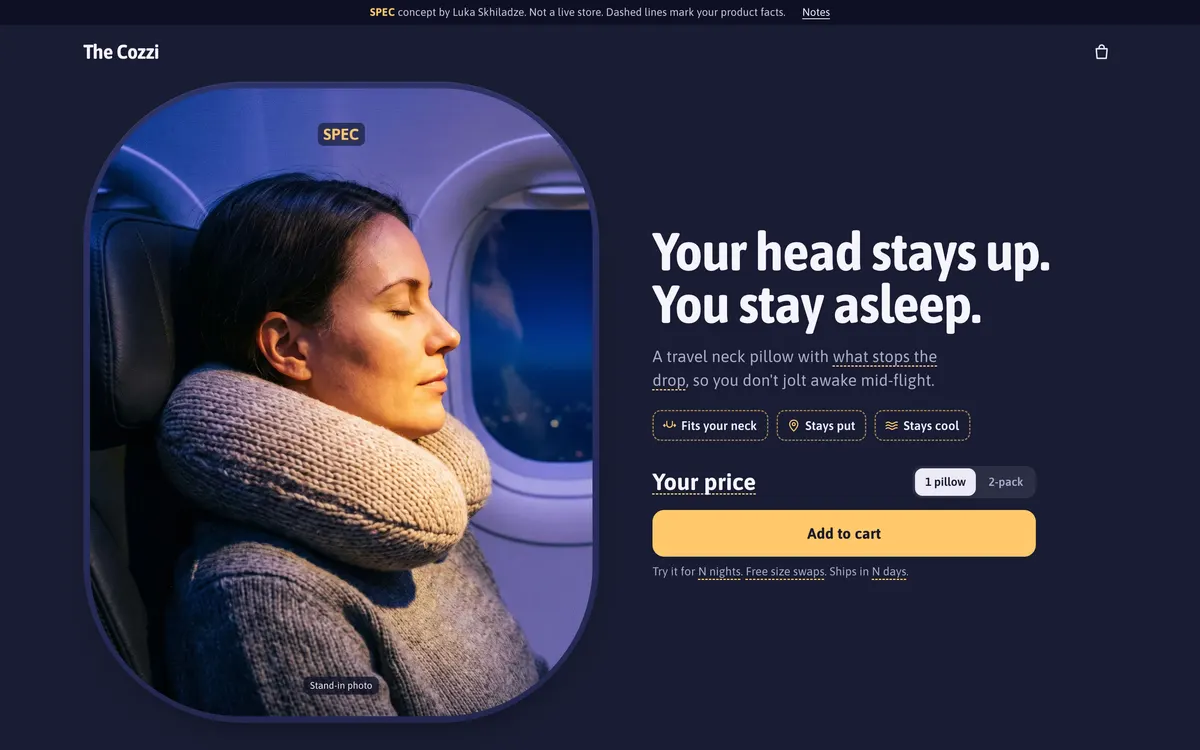 SPEC concept by Luka Skhiladze. Not a live store. Dashed lines mark your product facts. Notes
The Cozzi
SPEC
Your head stays up.
You stay asleep.
A travel neck pillow with what stops the
drop, so you don't jolt awake mid-flight.
Fits your neck Stays put Stays cool
Your price 1 pillow 2-pack
Add to cart
Try it for N nights. Free size swaps. Ships in N days.
Stand-in photo